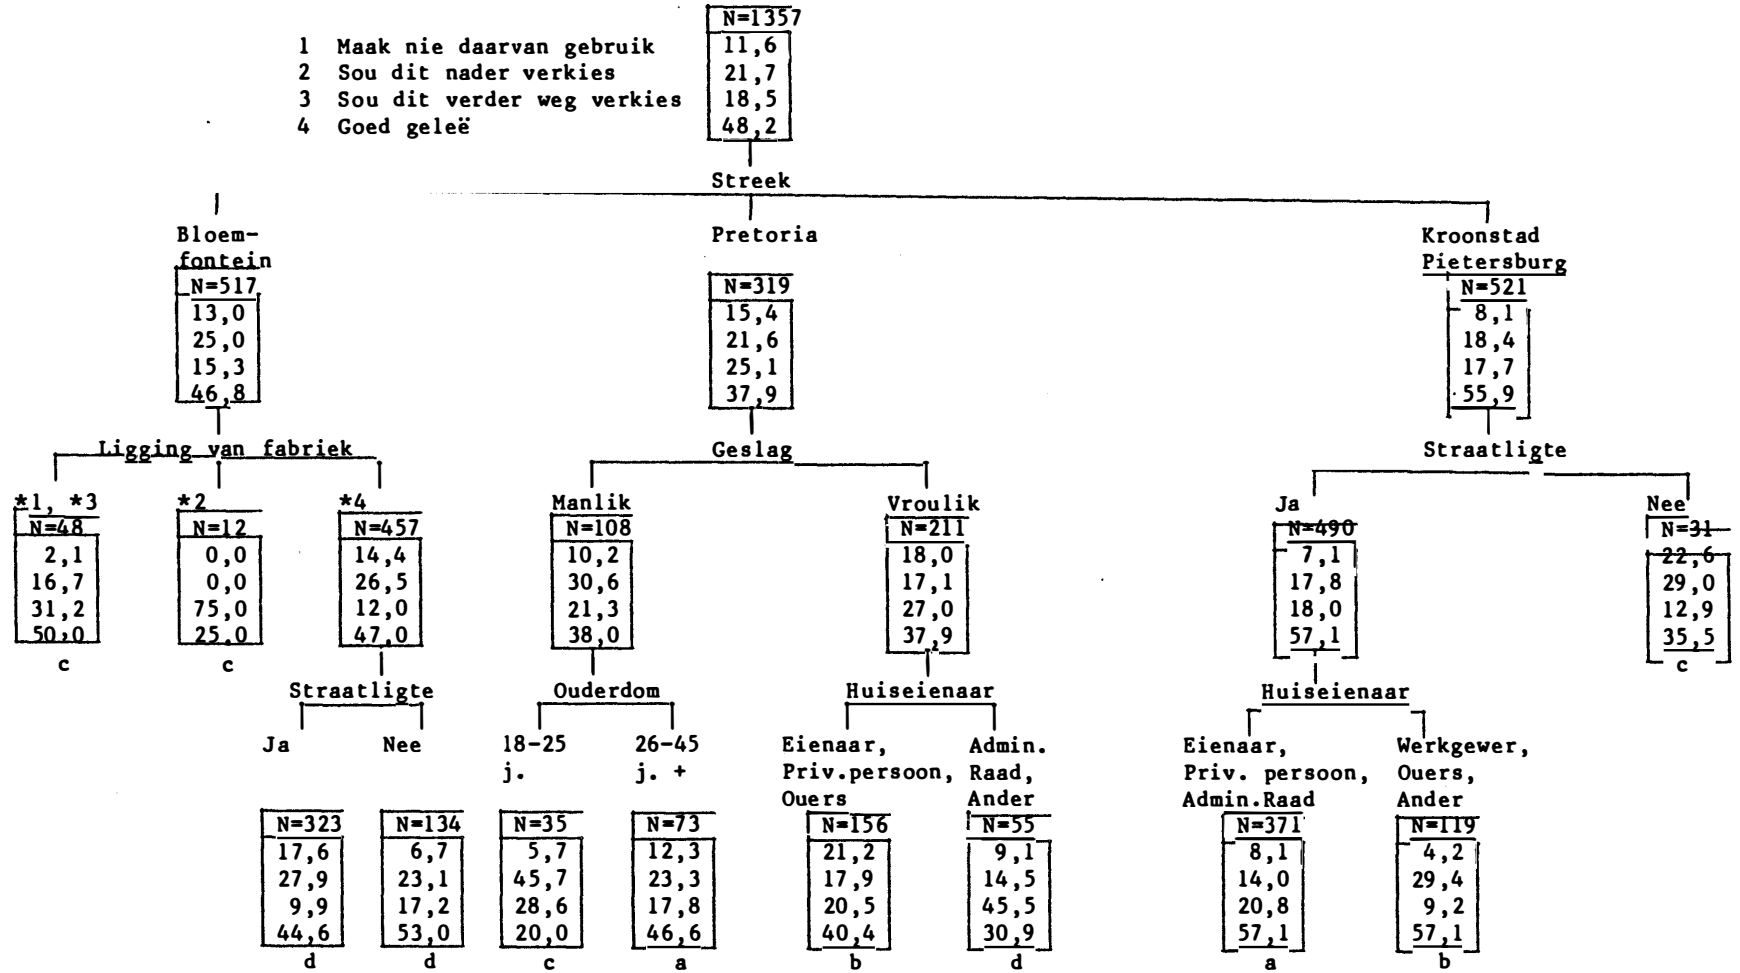 N=1357
1 Maak nie daarvan gebruik 11,6
2 Sou dit nader verkies 21,7
3 Sou dit verder weg verkies 18,5
4 Goed geleë 48,2
Streek
Bloem- Pretoria Kroonstad
fontein Pietersburg
N=517 N=319 N=521
13,0 15,4 8,1
25,0 21,6 18,4
15,3 25,1 17,7
46,8 37,9 55,9
Ligging van fabriek Geslag Straatligte
*1, *3 *2 *4 Manlik Vroulik Ja Nee
N=48 N=12 N=457 N=108 N=211 N=490 N=31
2,1 0,0 14,4 10,2 18,0 7,1 22,6
16,7 0,0 26,5 30,6 17,1 17,8 29,0
31,2 75,0 12,0 21,3 27,0 18,0 12,9
50,0 25,0 47,0 38,0 37,9 57,1 35,5
c c c
Straatligte Ouderdom Huiseienaar Huiseienaar
Ja Nee 18-25 26-45 Eienaar, Admin. Eienaar, Werkgewer,
j. j. + Priv.persoon, Raad, Priv. persoon, Ouers,
Ouers Ander Admin.Raad Ander
N=323 N=134 N=35 N=73 N=156 N=55 N=371 N=119
17,6 6,7 5,7 12,3 21,2 9,1 8,1 4,2
27,9 23,1 45,7 23,3 17,9 14,5 14,0 29,4
9,9 17,2 28,6 17,8 20,5 45,5 20,8 9,2
44,6 53,0 20,0 46,6 40,4 30,9 57,1 57,1
d d c a b d a b